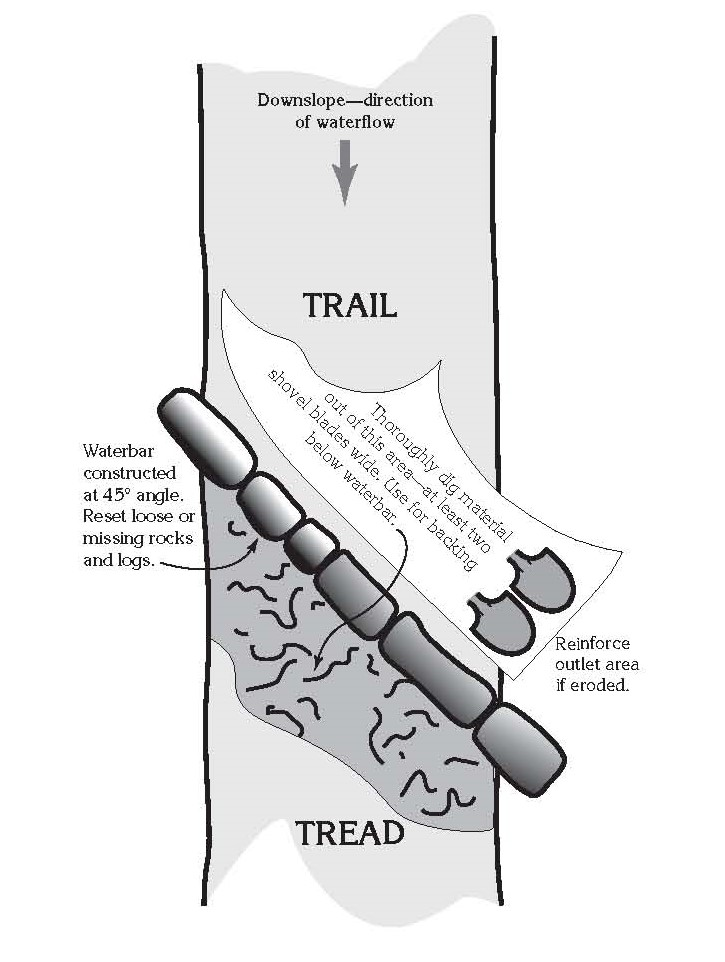 Downslope—direction
of waterflow
TRAIL
Thoroughly dig material
out of this area—at least two
shovel blades wide. Use for backing
below waterbar.
Waterbar
constructed
at 45° angle.
Reset loose or
missing rocks
and logs.
Reinforce
outlet area
if eroded.
TREAD